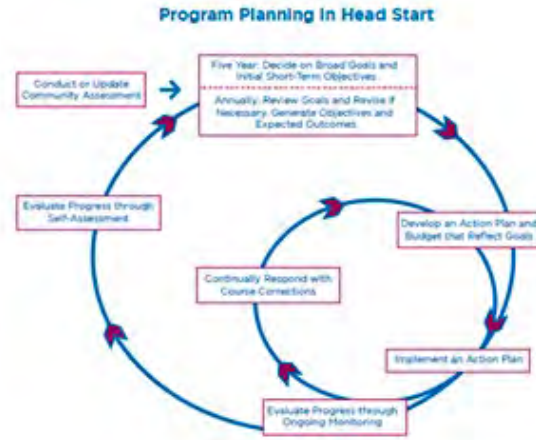 Program Planning in Head Start
Five Year: Decide on Broad Goals and
Initial Short-Term Objectives
Conduct or Update
Community Assessment
Annually: Review Goals and Revise if
Necessary, Generate Objectives and
Expected Outcomes
Evaluate Progress through
Self-Assessment
Develop an Action Plan and
Budget that Reflect Goals
Continually Respond with
Course Corrections
Implement an Action Plan
Evaluate Progress through
Ongoing Monitoring